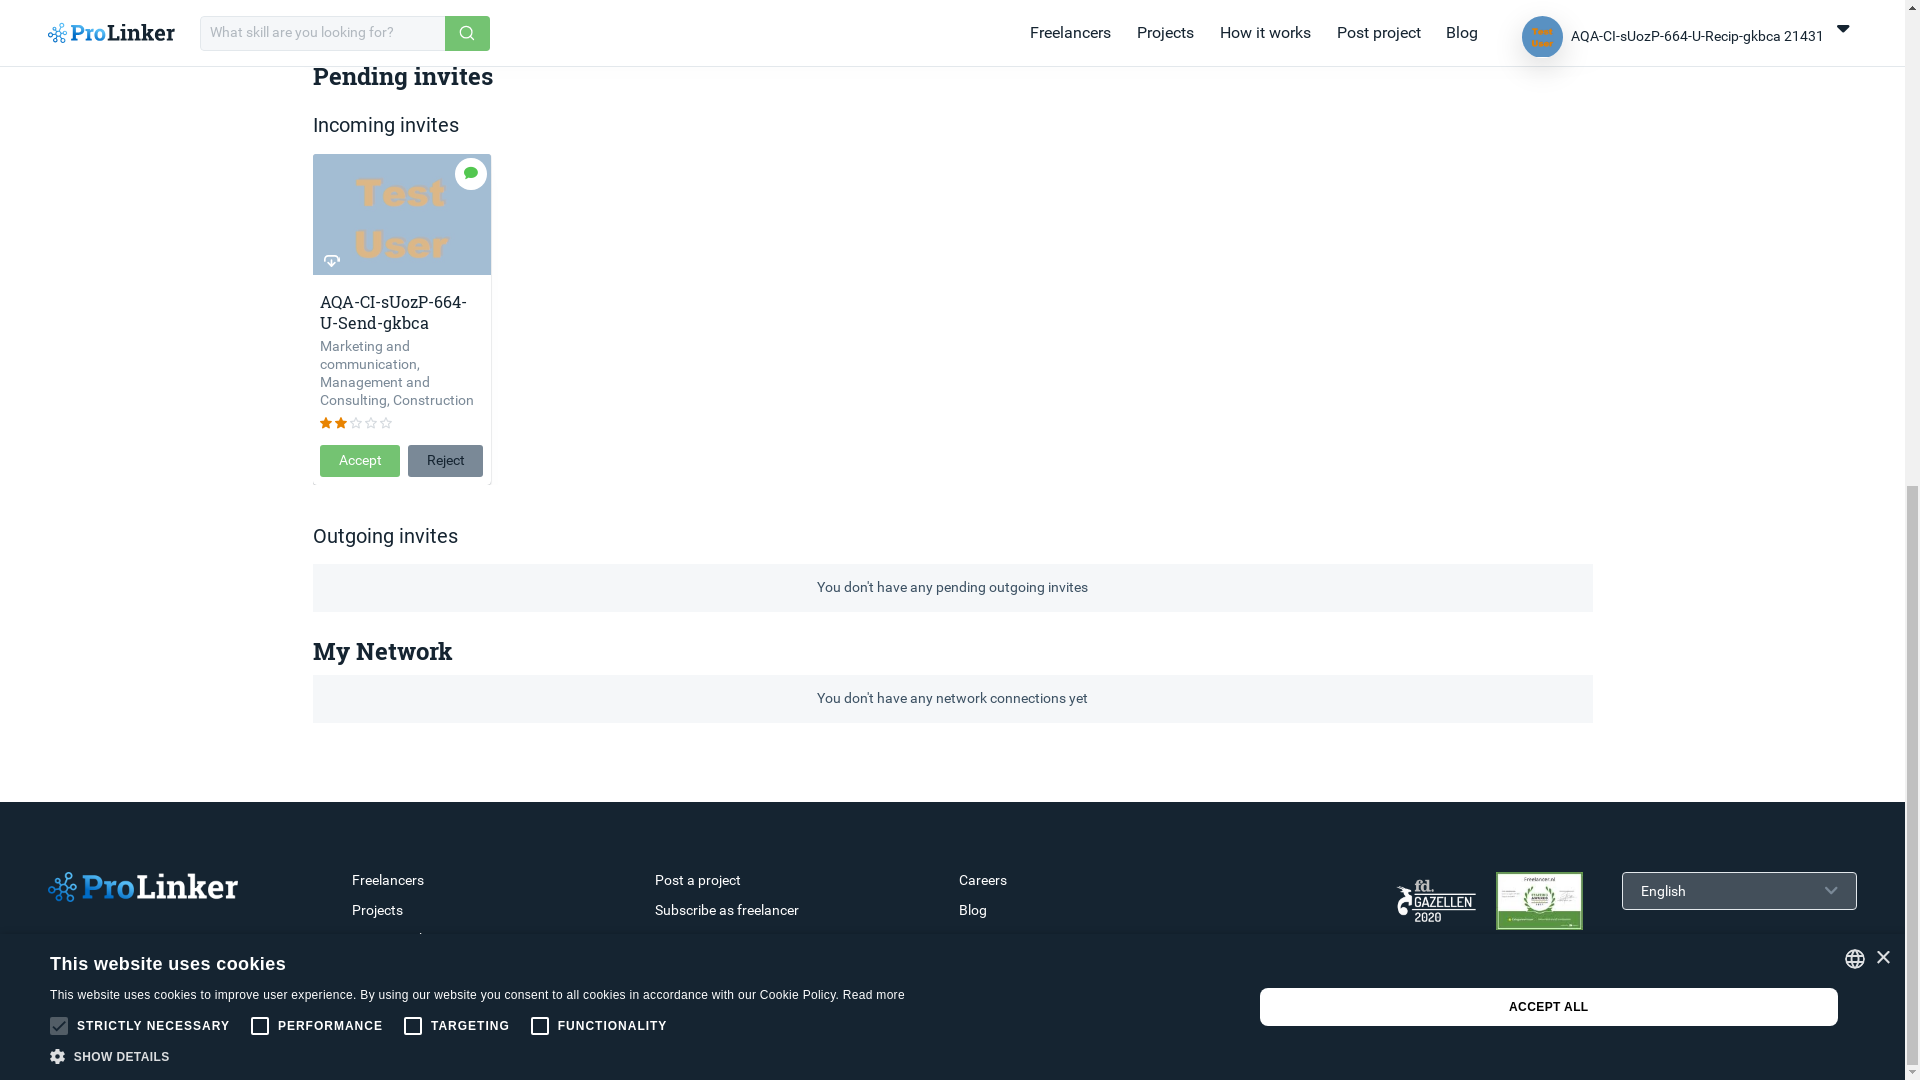 ProLinker
What skill are you looking for?
Freelancers
Projects
How it works
Post project
Blog
Test
User
AQA-CI-sUozP-664-U-Recip-gkbca 21431
Pending invites
Incoming invites
Test
User
AQA-CI-sUozP-664-
U-Send-gkbca
Marketing and
communication,
Management and
Consulting, Construction
Accept
Reject
Outgoing invites
You don't have any pending outgoing invites
My Network
You don't have any network connections yet
ProLinker
Freelancers
Post a project
Careers
Projects
Subscribe as freelancer
Blog
fd.
GAZELLEN
2020
Freelancer.nl
English
This website uses cookies
This website uses cookies to improve user experience. By using our website you consent to all cookies in accordance with our Cookie Policy. Read more
STRICTLY NECESSARY
PERFORMANCE
TARGETING
FUNCTIONALITY
SHOW DETAILS
ACCEPT ALL